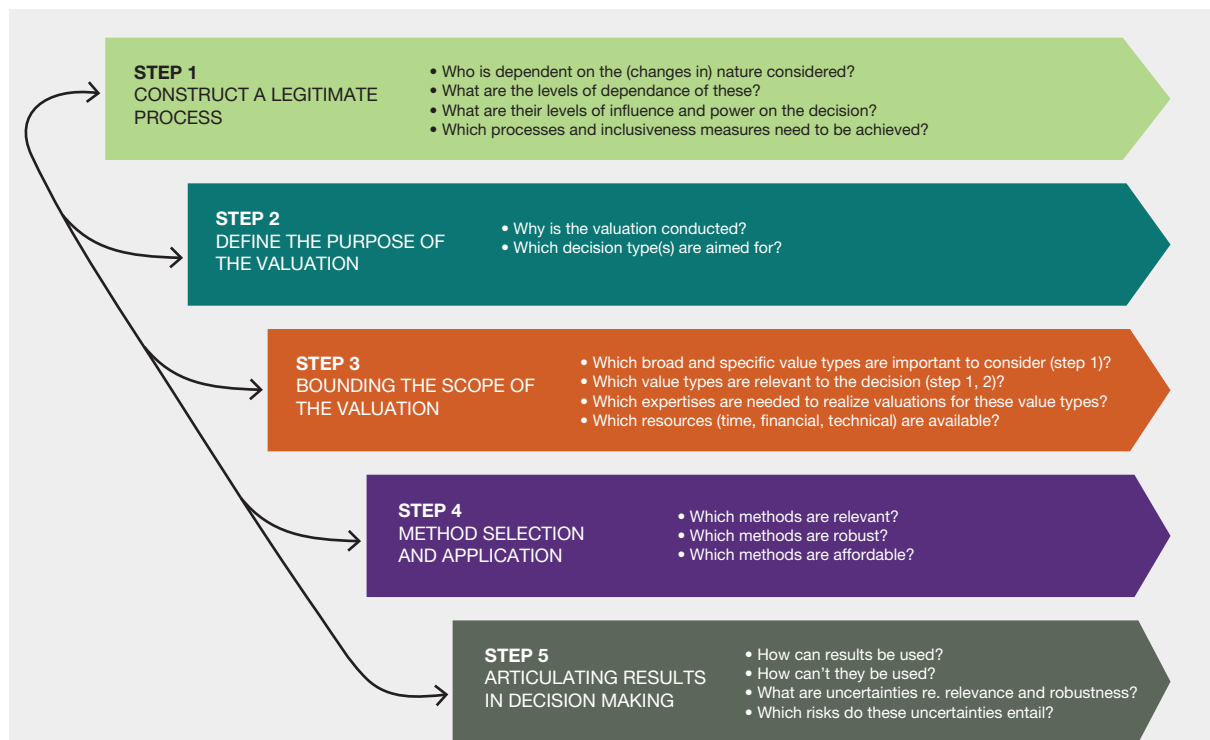 STEP 1
CONSTRUCT A LEGITIMATE
PROCESS
• Who is dependent on the (changes in) nature considered?
• What are the levels of dependance of these?
• What are their levels of influence and power on the decision?
• Which processes and inclusiveness measures need to be achieved?
STEP 2
DEFINE THE PURPOSE OF
THE VALUATION
• Why is the valuation conducted?
• Which decision type(s) are aimed for?
STEP 3
BOUNDING THE SCOPE OF
THE VALUATION
• Which broad and specific value types are important to consider (step 1)?
• Which value types are relevant to the decision (step 1, 2)?
• Which expertises are needed to realize valuations for these value types?
• Which resources (time, financial, technical) are available?
STEP 4
METHOD SELECTION
AND APPLICATION
• Which methods are relevant?
• Which methods are robust?
• Which methods are affordable?
STEP 5
ARTICULATING RESULTS
IN DECISION MAKING
• How can results be used?
• How can't they be used?
• What are uncertainties re. relevance and robustness?
• Which risks do these uncertainties entail?